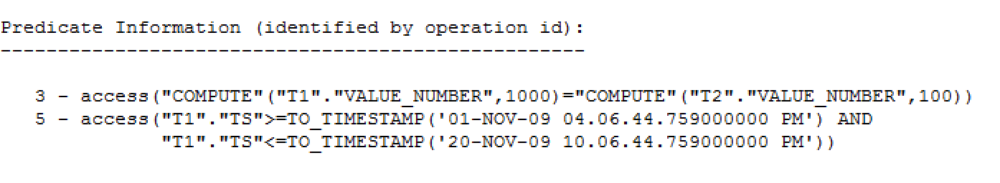 Predicate Information (identified by operation id):
---------------------------------------------------
3 - access("COMPUTE"("T1"."VALUE_NUMBER",1000)="COMPUTE"("T2"."VALUE_NUMBER",100))
5 - access("T1"."TS">=TO_TIMESTAMP('01-NOV-09 04.06.44.759000000 PM') AND
"T1"."TS"<=TO_TIMESTAMP('20-NOV-09 10.06.44.759000000 PM'))